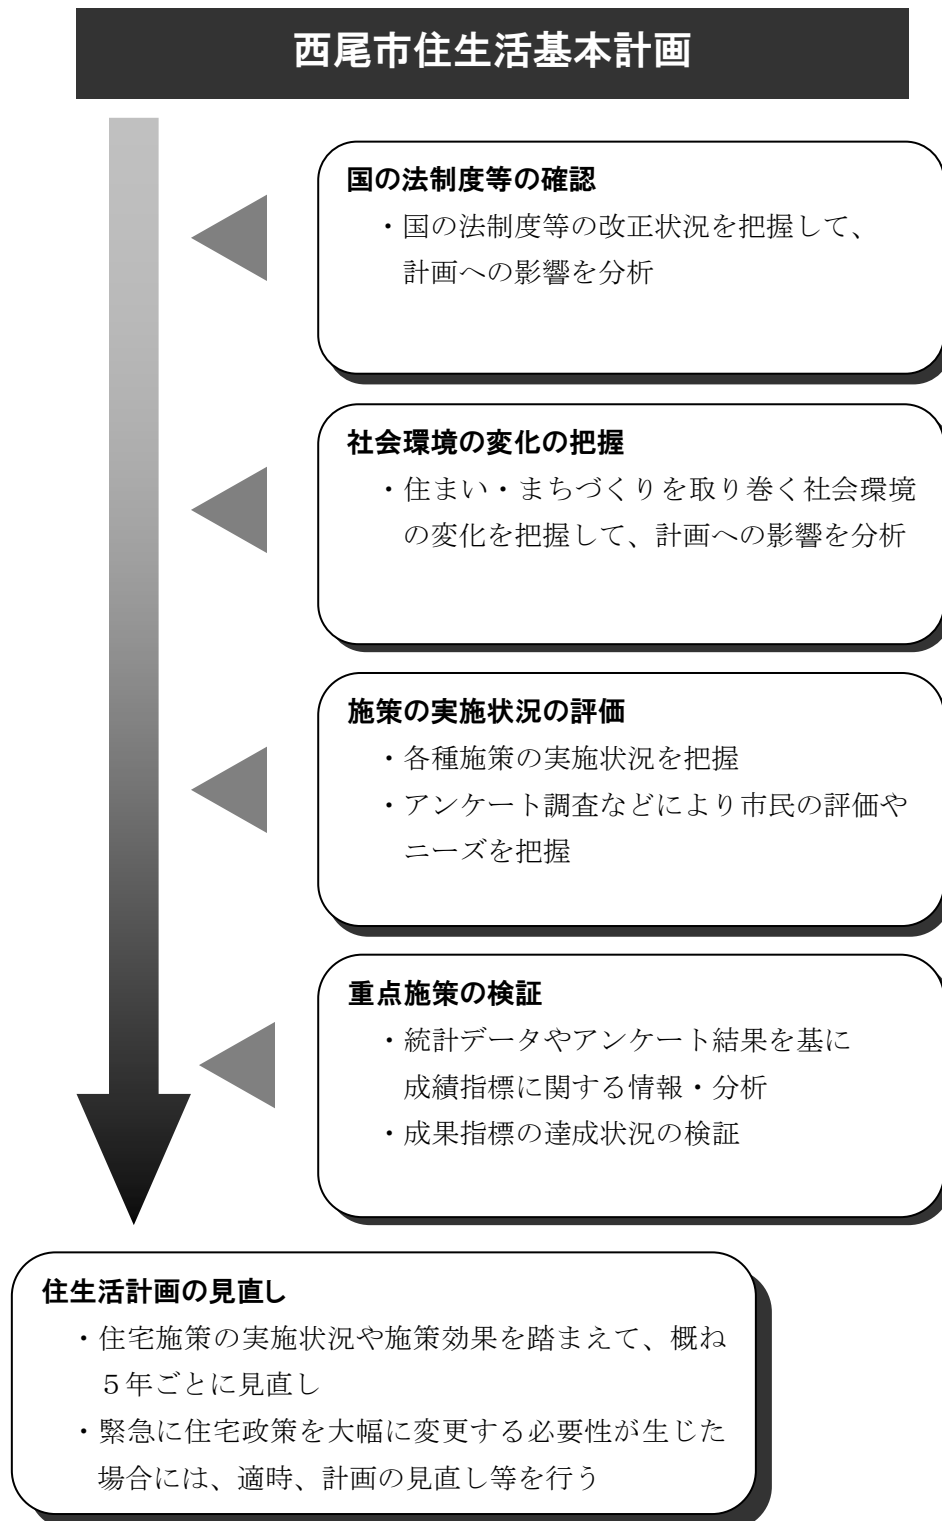 西尾市住生活基本計画
国の法制度等の確認
・国の法制度等の改正状況を把握して、
計画への影響を分析
社会環境の変化の把握
・住まい・まちづくりを取り巻く社会環境
の変化を把握して、計画への影響を分析
施策の実施状況の評価
・各種施策の実施状況を把握
・アンケート調査などにより市民の評価や
ニーズを把握
重点施策の検証
・統計データやアンケート結果を基に
成績指標に関する情報・分析
・成果指標の達成状況の検証
住生活計画の見直し
・住宅施策の実施状況や施策効果を踏まえて、概ね
５年ごとに見直し
・緊急に住宅政策を大幅に変更する必要性が生じた
場合には、適時、計画の見直し等を行う